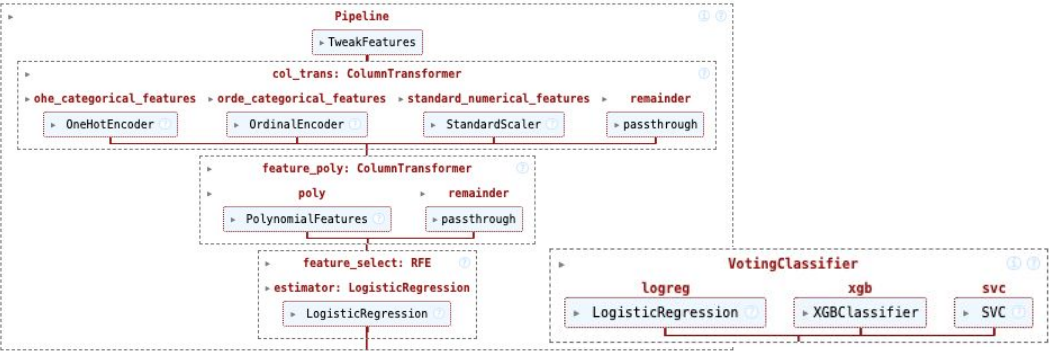 Pipeline
TweakFeatures
col_trans: ColumnTransformer
ohe_categorical_features orde_categorical_features standard_numerical_features remainder
OneHotEncoder OrdinalEncoder StandardScaler passthrough
feature_poly: ColumnTransformer
poly remainder
PolynomialFeatures passthrough
feature_select: RFE
estimator: LogisticRegression
LogisticRegression
VotingClassifier
logreg xgb svc
LogisticRegression XGBClassifier SVC